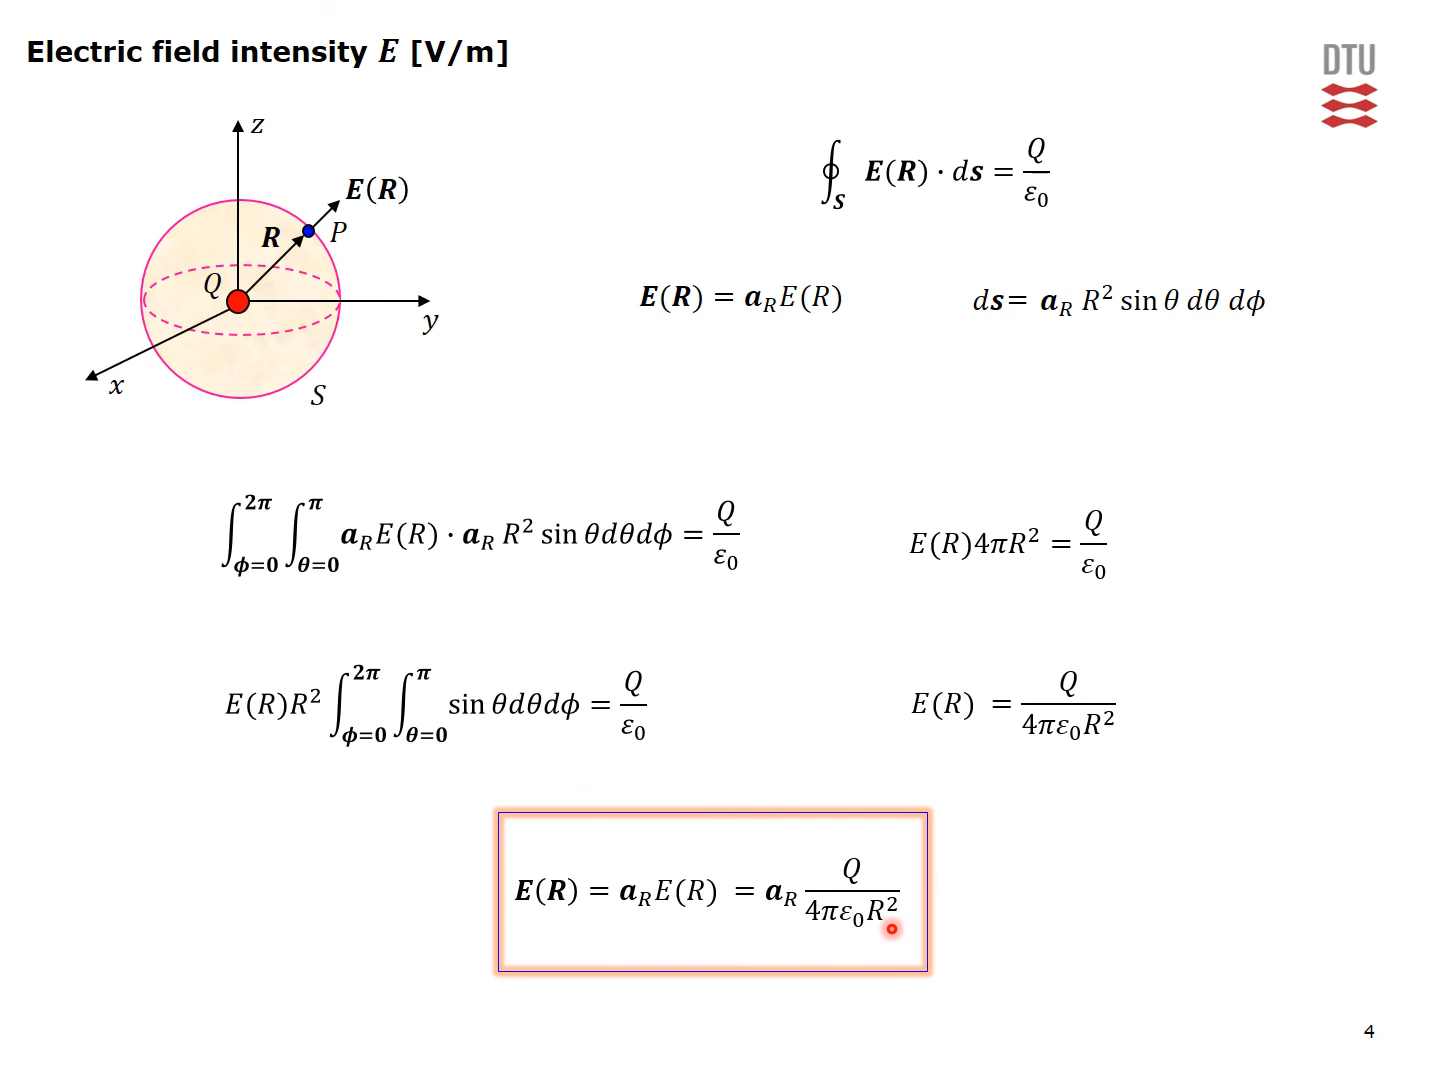 Electric field intensity E [V/m]
DTU
z
E(R)
R
P
Q
y
x
S
∮_S E(R) · ds = Q/ε₀
E(R) = a_R E(R)
ds = a_R R² sin θ dθ dϕ
∫_{ϕ=0}^{2π} ∫_{θ=0}^{π} a_R E(R) · a_R R² sin θdθdϕ = Q/ε₀
E(R)4πR² = Q/ε₀
E(R)R² ∫_{ϕ=0}^{2π} ∫_{θ=0}^{π} sin θdθdϕ = Q/ε₀
E(R) = Q/(4πε₀R²)
E(R) = a_R E(R) = a_R Q/(4πε₀R²)
4